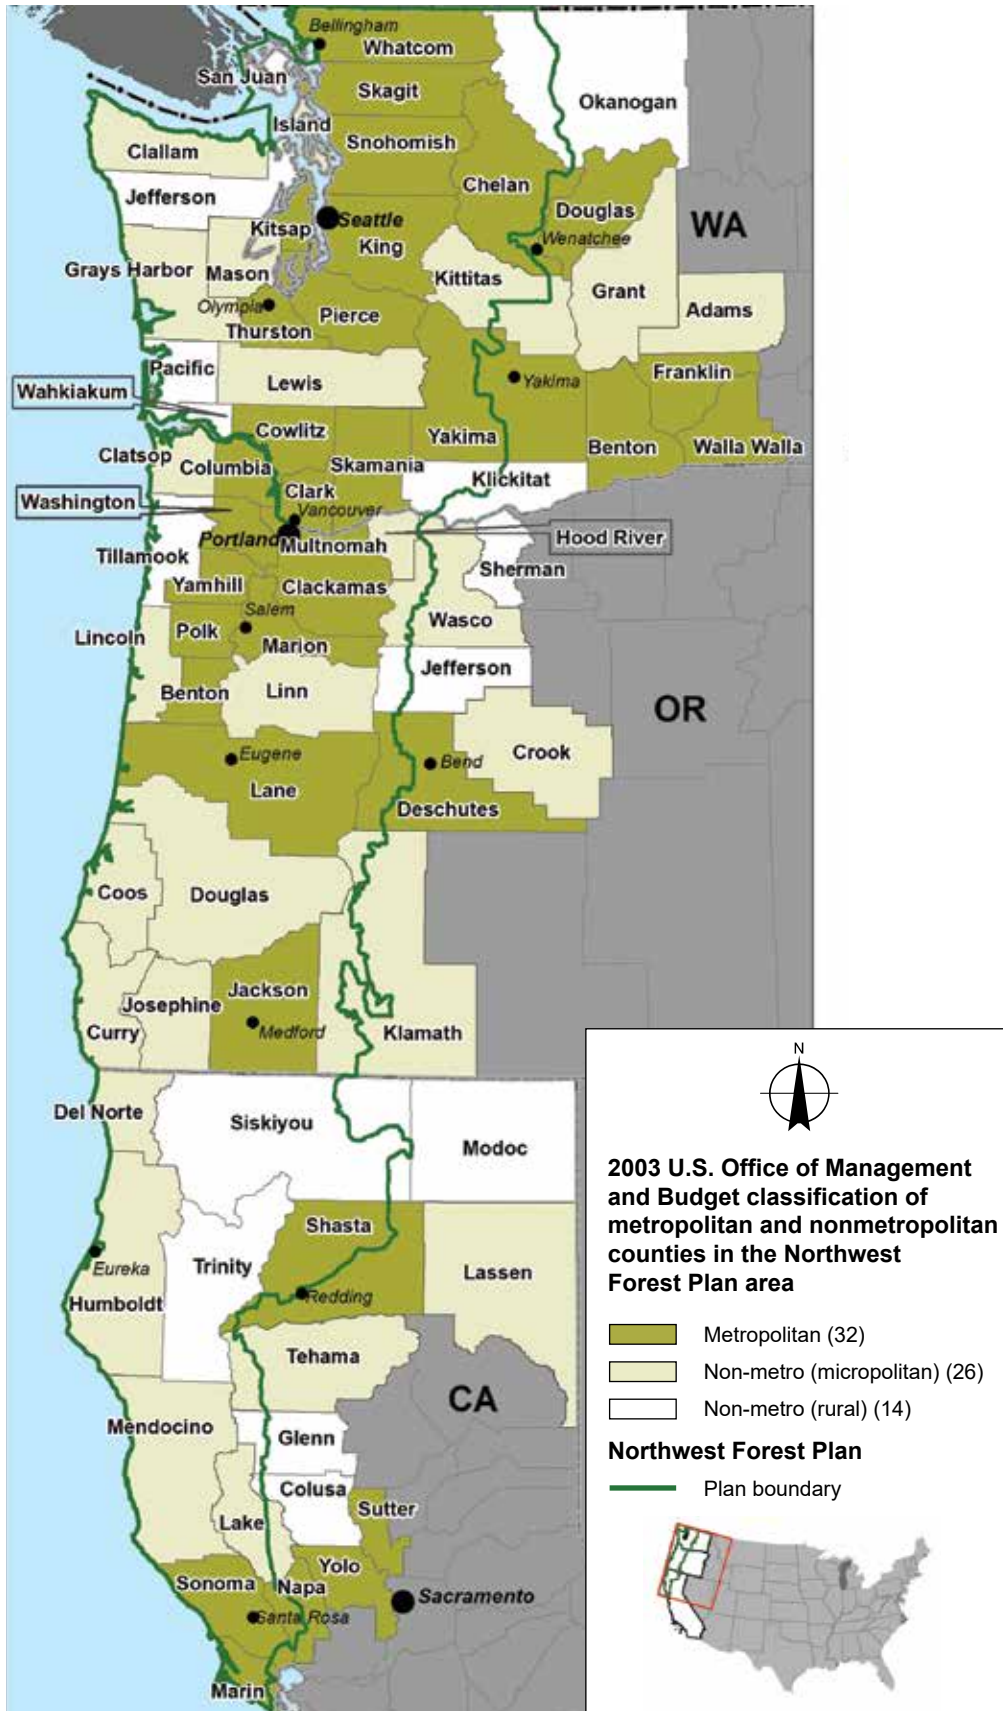 Bellingham
Whatcom
San Juan
Skagit
Okanogan
Island
Snohomish
Clallam
Chelan
Jefferson
Douglas
WA
Seattle
Kitsap
Wenatchee
King
Grays Harbor
Mason
Kittitas
Grant
Olympia
Pierce
Adams
Thurston
Pacific
Franklin
Lewis
Yakima
Wahkiakum
Cowlitz
Yakima
Benton
Walla Walla
Clatsop
Columbia
Skamania
Klickitat
Clark
Washington
Vancouver
Portland
Multnomah
Hood River
Tillamook
Sherman
Yamhill
Clackamas
Salem
Wasco
Lincoln
Polk
Marion
Jefferson
Benton
Linn
OR
Crook
Eugene
Bend
Lane
Deschutes
Coos
Douglas
Jackson
Josephine
Medford
Curry
Klamath
N
Del Norte
Siskiyou
Modoc
2003 U.S. Office of Management
and Budget classification of
metropolitan and nonmetropolitan
counties in the Northwest
Forest Plan area
Shasta
Trinity
Eureka
Lassen
Redding
Humboldt
Metropolitan (32)
Tehama
Non-metro (micropolitan) (26)
CA
Non-metro (rural) (14)
Mendocino
Glenn
Northwest Forest Plan
Colusa
Plan boundary
Sutter
Lake
Yolo
Sonoma
Napa
Sacramento
Santa Rosa
Marin